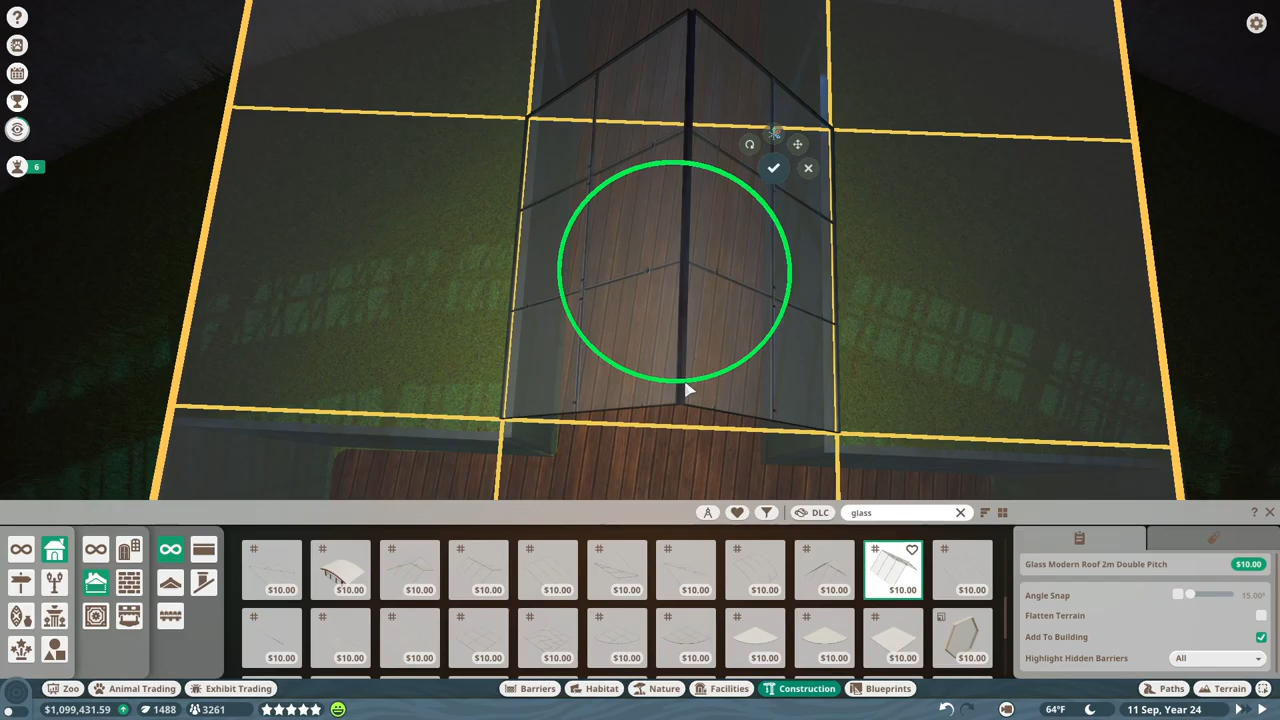 ?
6
DLC
glass
?
$10.00 $10.00 $10.00 $10.00 $10.00 $10.00 $10.00 $10.00 $10.00 $10.00 $10.00
$10.00 $10.00 $10.00 $10.00 $10.00 $10.00 $10.00 $10.00 $10.00 $10.00 $10.00
Glass Modern Roof 2m Double Pitch $10.00
Angle Snap 15.00°
Flatten Terrain
Add To Building
Highlight Hidden Barriers All
Zoo Animal Trading Exhibit Trading Barriers Habitat Nature Facilities Construction Blueprints Paths Terrain
$1,099,431.59 1488 3261 64°F 11 Sep, Year 24